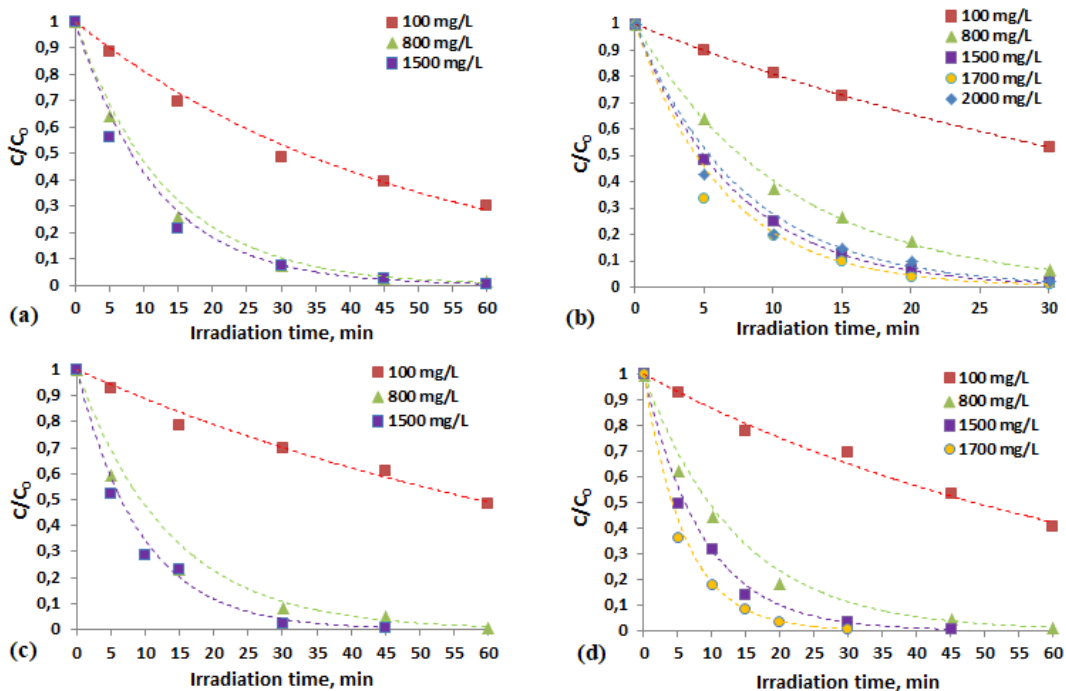 100 mg/L
800 mg/L
1500 mg/L
1
0,9
0,8
0,7
0,6
0,5
0,4
0,3
0,2
0,1
0
C/C₀
0 5 10 15 20 25 30 35 40 45 50 55 60
Irradiation time, min
(a)
100 mg/L
800 mg/L
1500 mg/L
1700 mg/L
2000 mg/L
1
0,9
0,8
0,7
0,6
0,5
0,4
0,3
0,2
0,1
0
C/C₀
0 5 10 15 20 25 30
Irradiation time, min
(b)
100 mg/L
800 mg/L
1500 mg/L
1
0,9
0,8
0,7
0,6
0,5
0,4
0,3
0,2
0,1
0
C/C₀
0 5 10 15 20 25 30 35 40 45 50 55 60
Irradiation time, min
(c)
100 mg/L
800 mg/L
1500 mg/L
1700 mg/L
1
0,9
0,8
0,7
0,6
0,5
0,4
0,3
0,2
0,1
0
C/C₀
0 5 10 15 20 25 30 35 40 45 50 55 60
Irradiation time, min
(d)